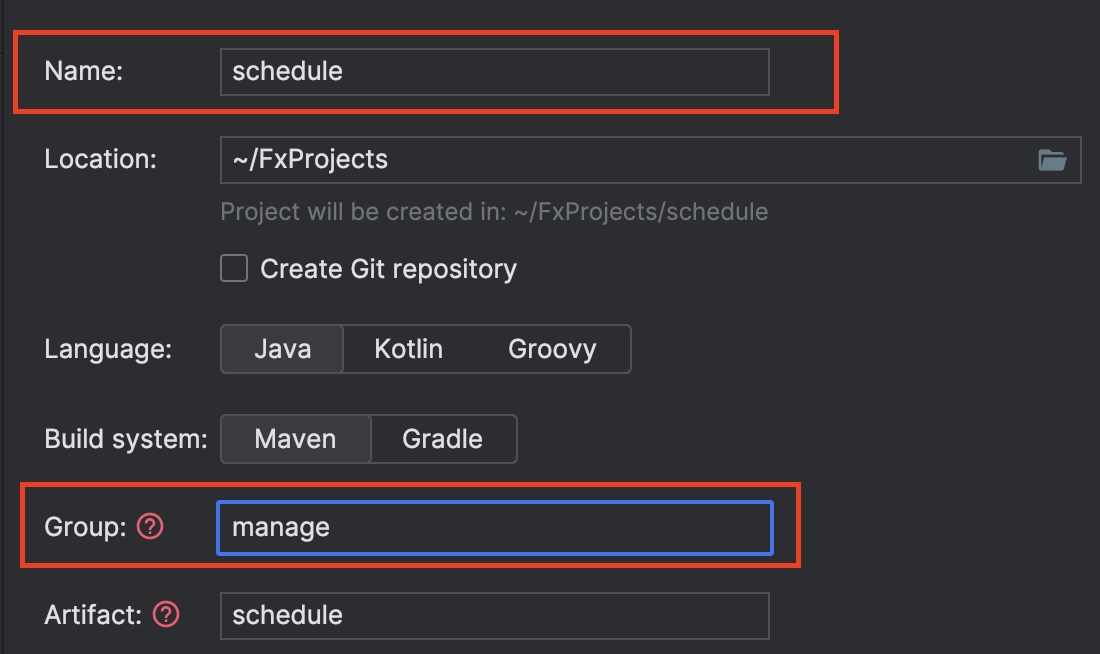 Name: schedule
Location: ~/FxProjects
Project will be created in: ~/FxProjects/schedule
Create Git repository
Language: Java Kotlin Groovy
Build system: Maven Gradle
Group: ? manage
Artifact: ? schedule